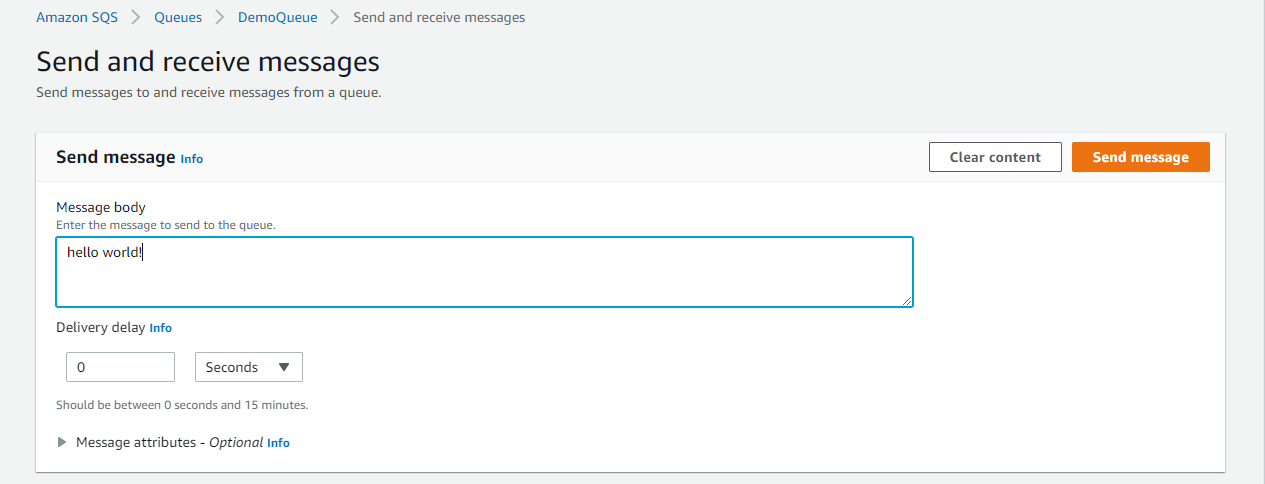 Amazon SQS > Queues > DemoQueue > Send and receive messages
Send and receive messages
Send messages to and receive messages from a queue.
Send message Info
Clear content
Send message
Message body
Enter the message to send to the queue.
hello world!
Delivery delay Info
0
Seconds
Should be between 0 seconds and 15 minutes.
Message attributes - Optional Info